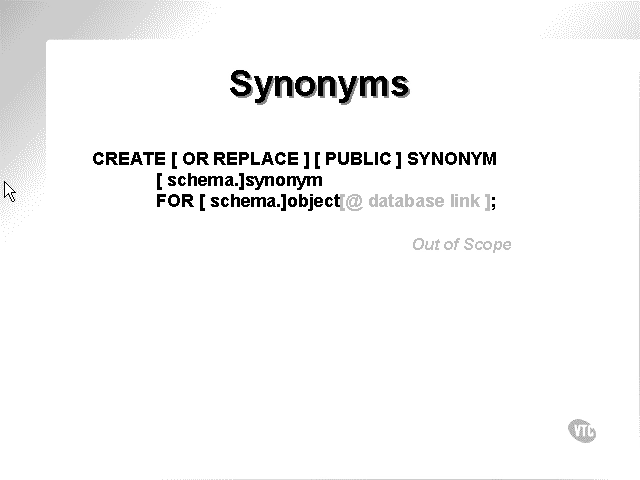 Synonyms
CREATE [ OR REPLACE ] [ PUBLIC ] SYNONYM
[ schema.]synonym
FOR [ schema.]object[@ database link ];
Out of Scope
VTC